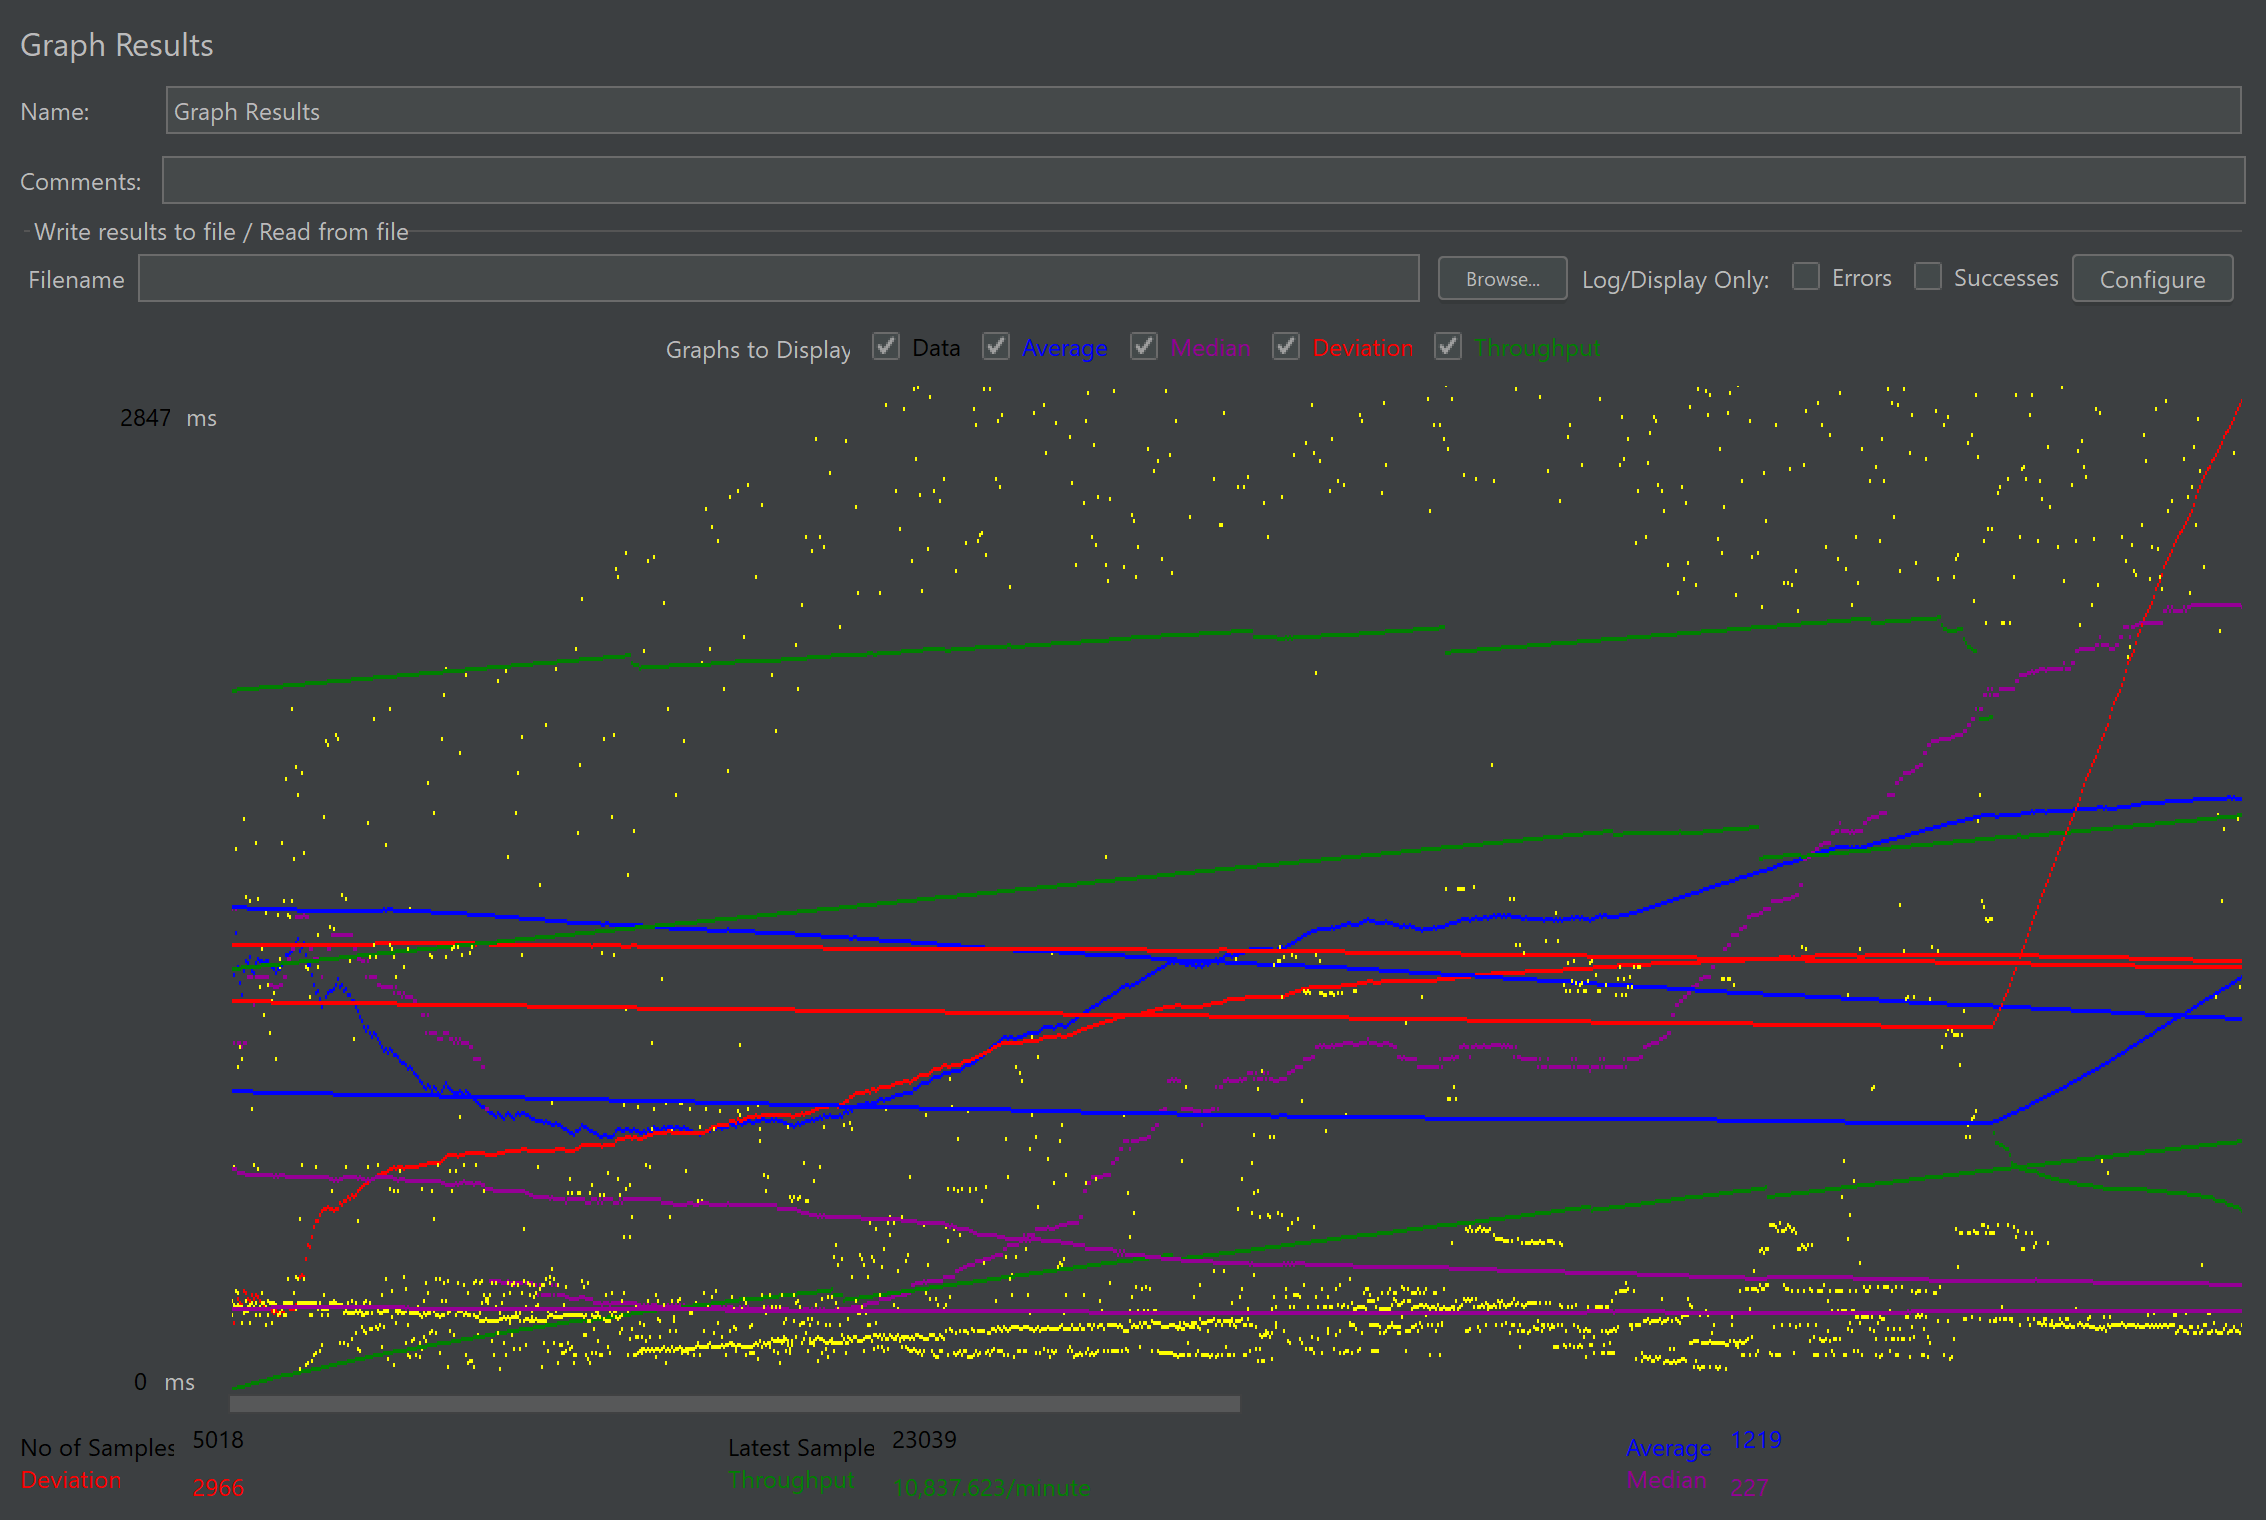 Graph Results
Name: Graph Results
Comments:
Write results to file / Read from file
Filename Browse... Log/Display Only: Errors Successes Configure
Graphs to Display Data Average Median Deviation Throughput
2847 ms
0 ms
No of Samples 5018 Latest Sample 23039 Average 1219
Deviation 2966 Throughput 10,837.623/minute Median 227